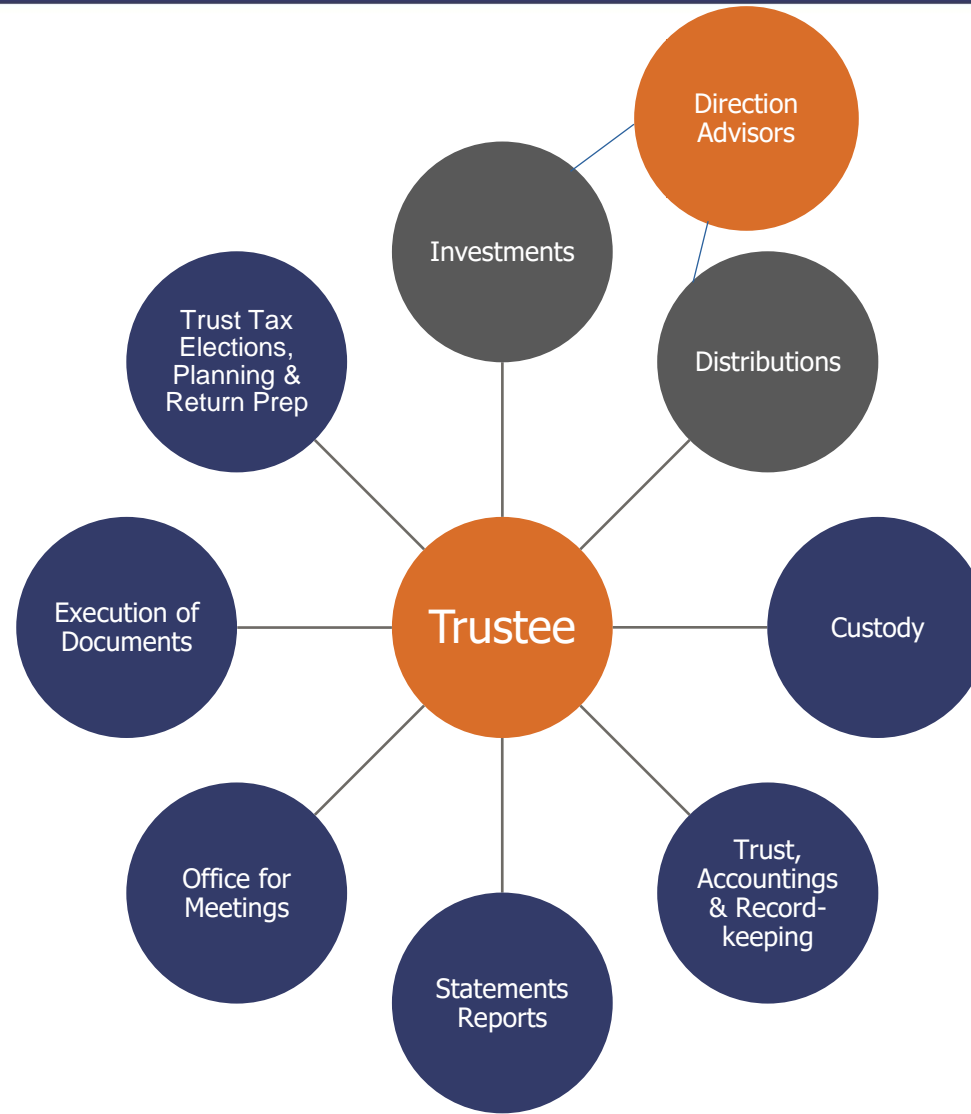 Direction
Advisors
Investments
Trust Tax
Elections,
Planning &
Return Prep
Distributions
Execution of
Documents
Trustee
Custody
Office for
Meetings
Trust,
Accountings
& Record-
keeping
Statements
Reports